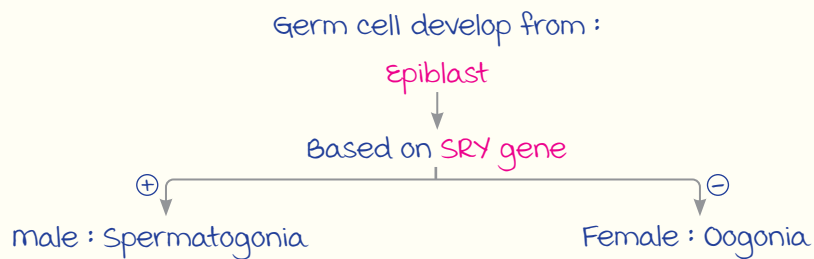 Germ cell develop from :
Epiblast
Based on SRY gene
+ −
male : Spermatogonia Female : Oogonia